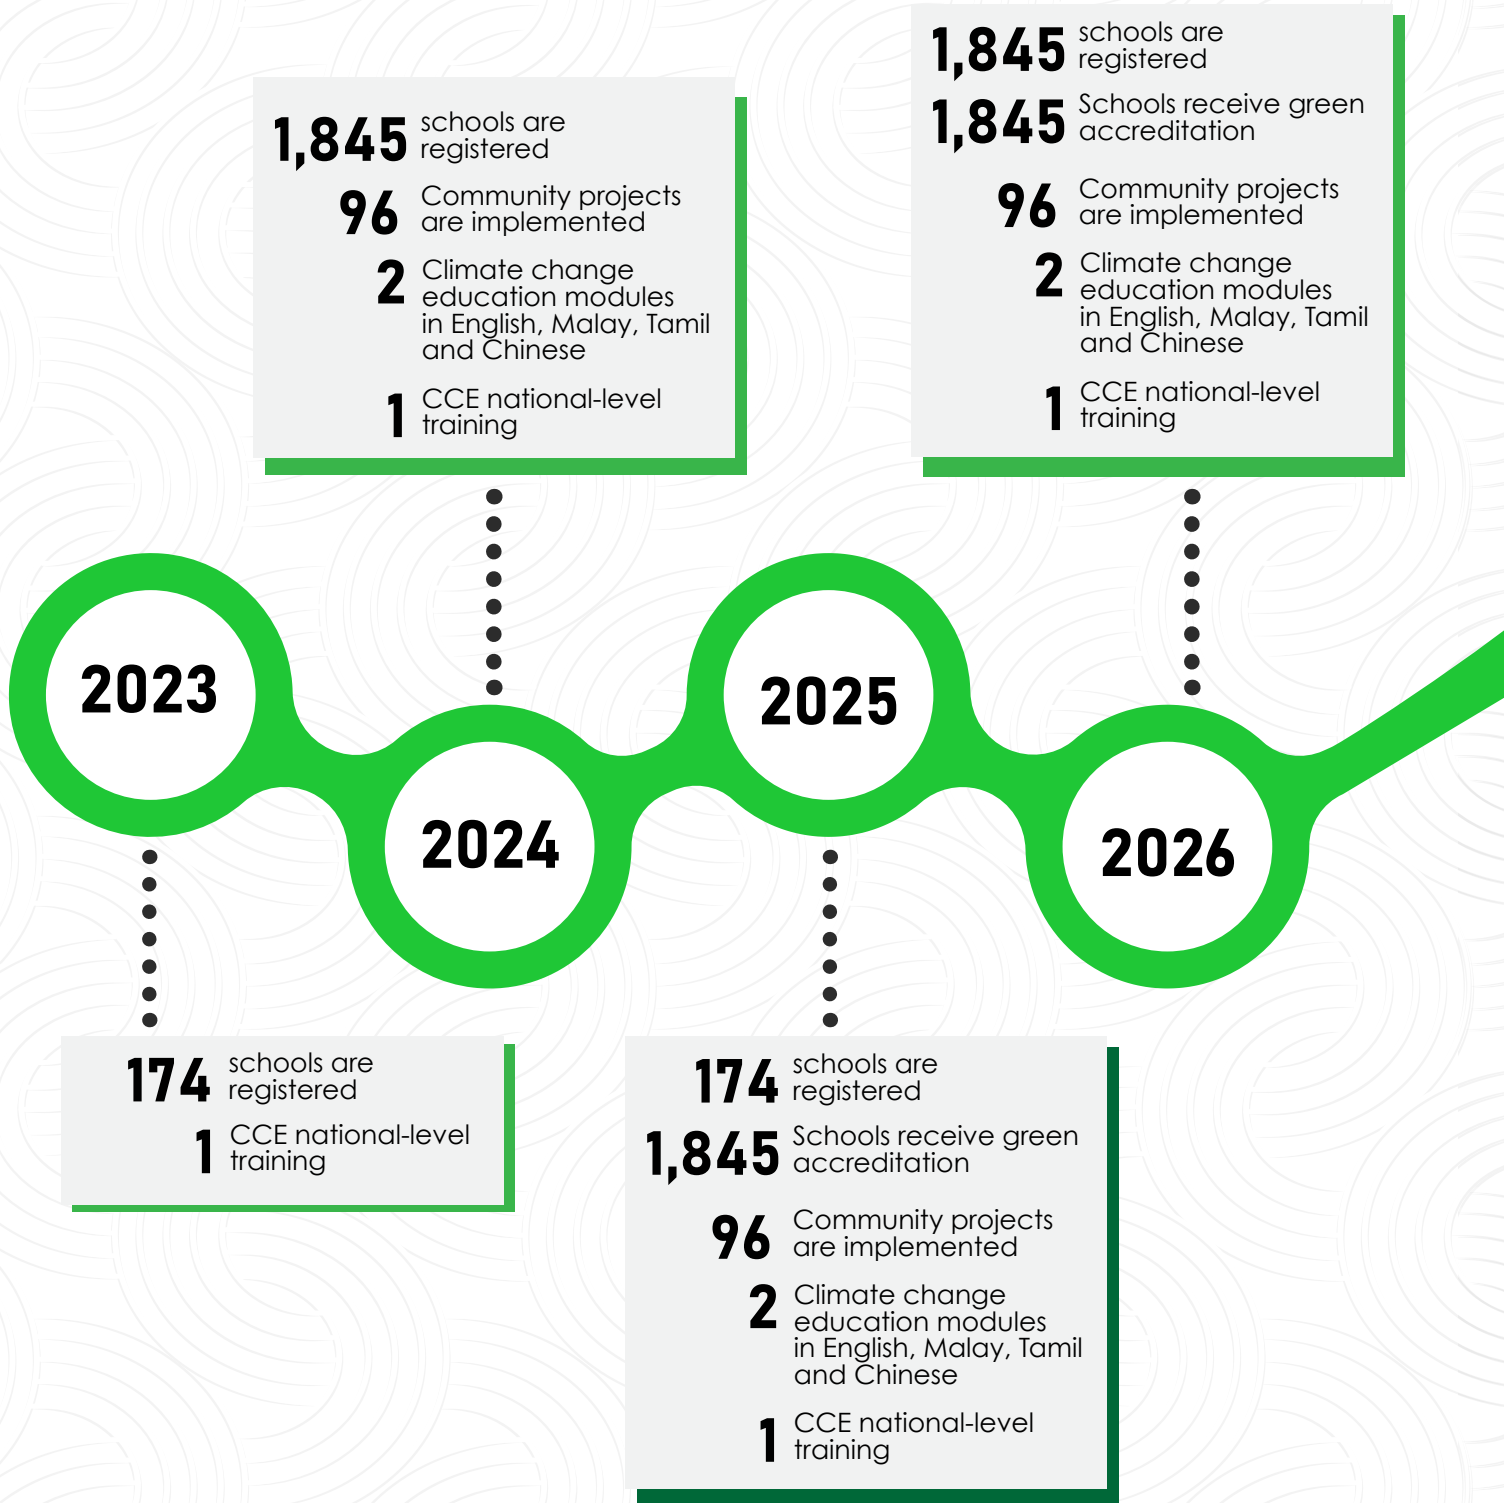 1,845 schools are
registered
96 Community projects
are implemented
2 Climate change
education modules
in English, Malay, Tamil
and Chinese
1 CCE national-level
training
1,845 schools are
registered
1,845 Schools receive green
accreditation
96 Community projects
are implemented
2 Climate change
education modules
in English, Malay, Tamil
and Chinese
1 CCE national-level
training
2023
2024
2025
2026
174 schools are
registered
1 CCE national-level
training
174 schools are
registered
1,845 Schools receive green
accreditation
96 Community projects
are implemented
2 Climate change
education modules
in English, Malay, Tamil
and Chinese
1 CCE national-level
training